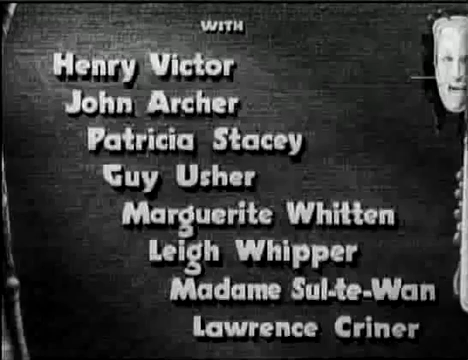 WITH
Henry Victor
John Archer
Patricia Stacey
Guy Usher
Marguerite Whitten
Leigh Whipper
Madame Sul-te-Wan
Lawrence Criner